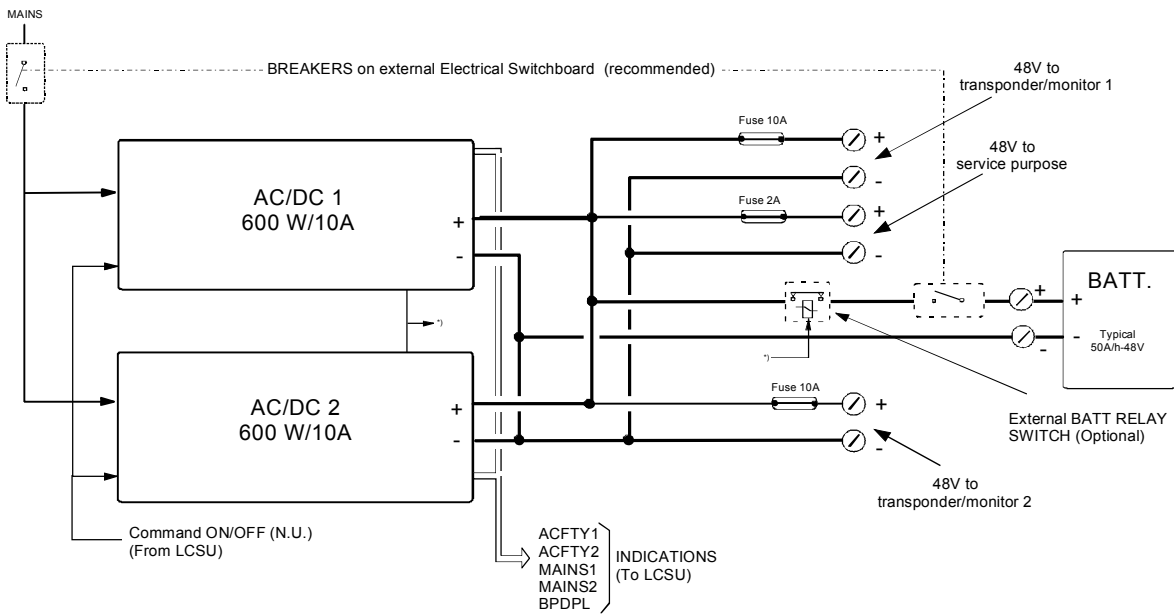 MAINS
BREAKERS on external Electrical Switchboard (recommended)
48V to
transponder/monitor 1
Fuse 10A
+
-
48V to
service purpose
Fuse 2A
+
-
AC/DC 1
600 W/10A
+
-
*)
*)
+
-
BATT.
+
-
Typical
50A/h-48V
AC/DC 2
600 W/10A
+
-
Fuse 10A
+
-
External BATT RELAY
SWITCH (Optional)
48V to
transponder/monitor 2
Command ON/OFF (N.U.)
(From LCSU)
ACFTY1
ACFTY2
MAINS1
MAINS2
BPDPL
INDICATIONS
(To LCSU)